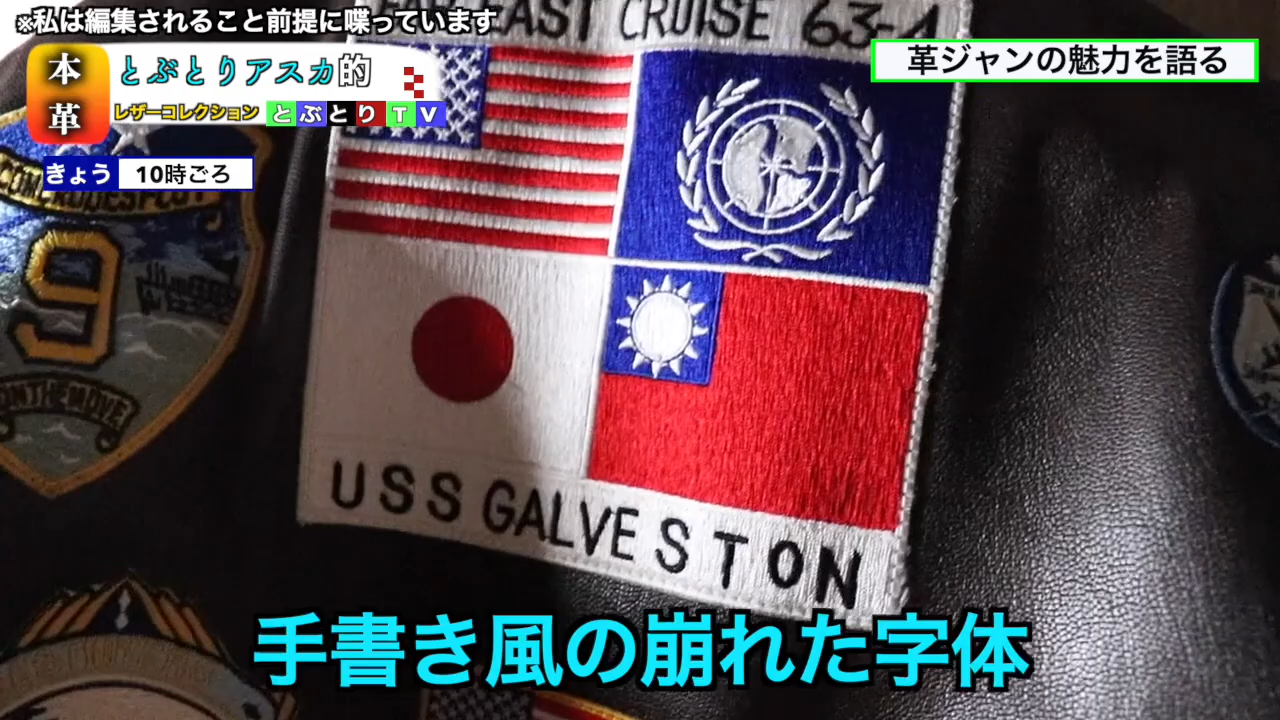 ※私は編集されること前提に喋っています
本革
とぶとりアスカ的
レザーコレクション とぶとりTV
きょう 10時ごろ
革ジャンの魅力を語る
EAST CRUISE 63-4
9
ONTHEMOVE
USS GALVESTON
手書き風の崩れた字体